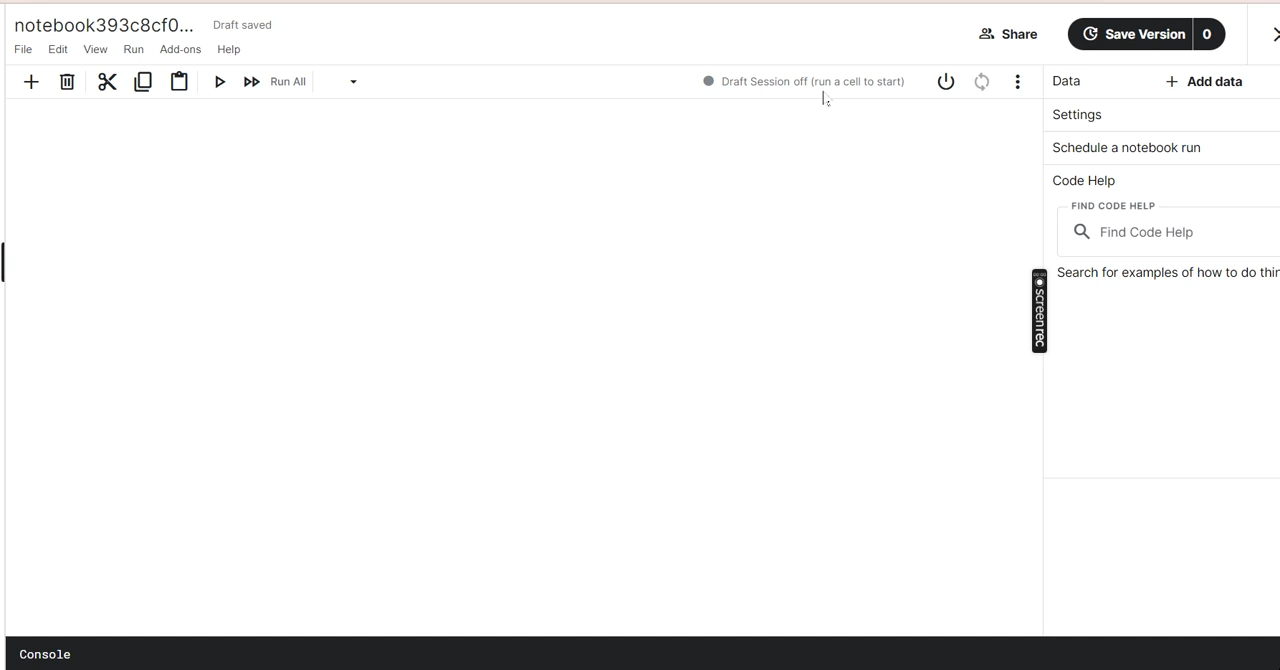 notebook393c8cf0... Draft saved
File Edit View Run Add-ons Help
Share
Save Version 0
Run All
Draft Session off (run a cell to start)
Data
Add data
Settings
Schedule a notebook run
Code Help
FIND CODE HELP
Find Code Help
Search for examples of how to do thin
screenrec
Console